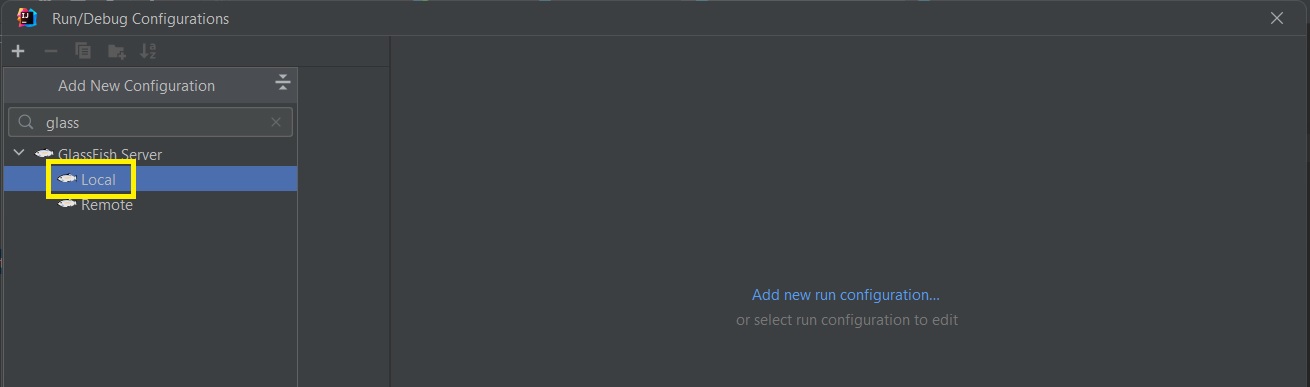 Run/Debug Configurations
Add New Configuration
glass
GlassFish Server
Local
Remote
Add new run configuration...
or select run configuration to edit